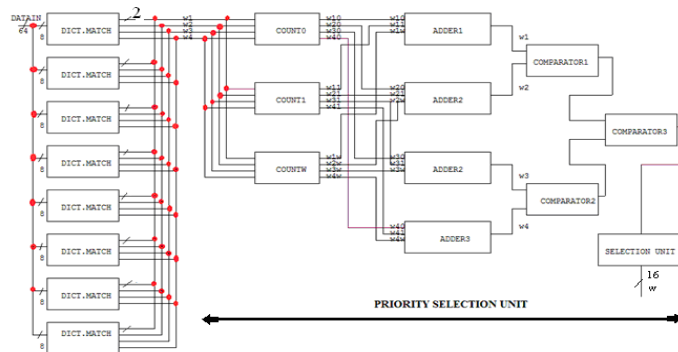 DATAIN
64
8
DICT.MATCH
2
w1
w2
w3
w4
COUNT0
w10
w20
w30
w40
w10
w11
w1w
ADDER1
w1
COMPARATOR1
8
DICT.MATCH
w2
8
DICT.MATCH
COUNT1
w11
w21
w31
w41
w20
w21
w2w
ADDER2
COMPARATOR3
8
DICT.MATCH
COUNTW
w1w
w2w
w3w
w4w
w30
w31
w3w
ADDER2
w3
8
DICT.MATCH
COMPARATOR2
w4
8
DICT.MATCH
w40
w41
w4w
ADDER3
SELECTION UNIT
8
DICT.MATCH
16
w
PRIORITY SELECTION UNIT
8
DICT.MATCH